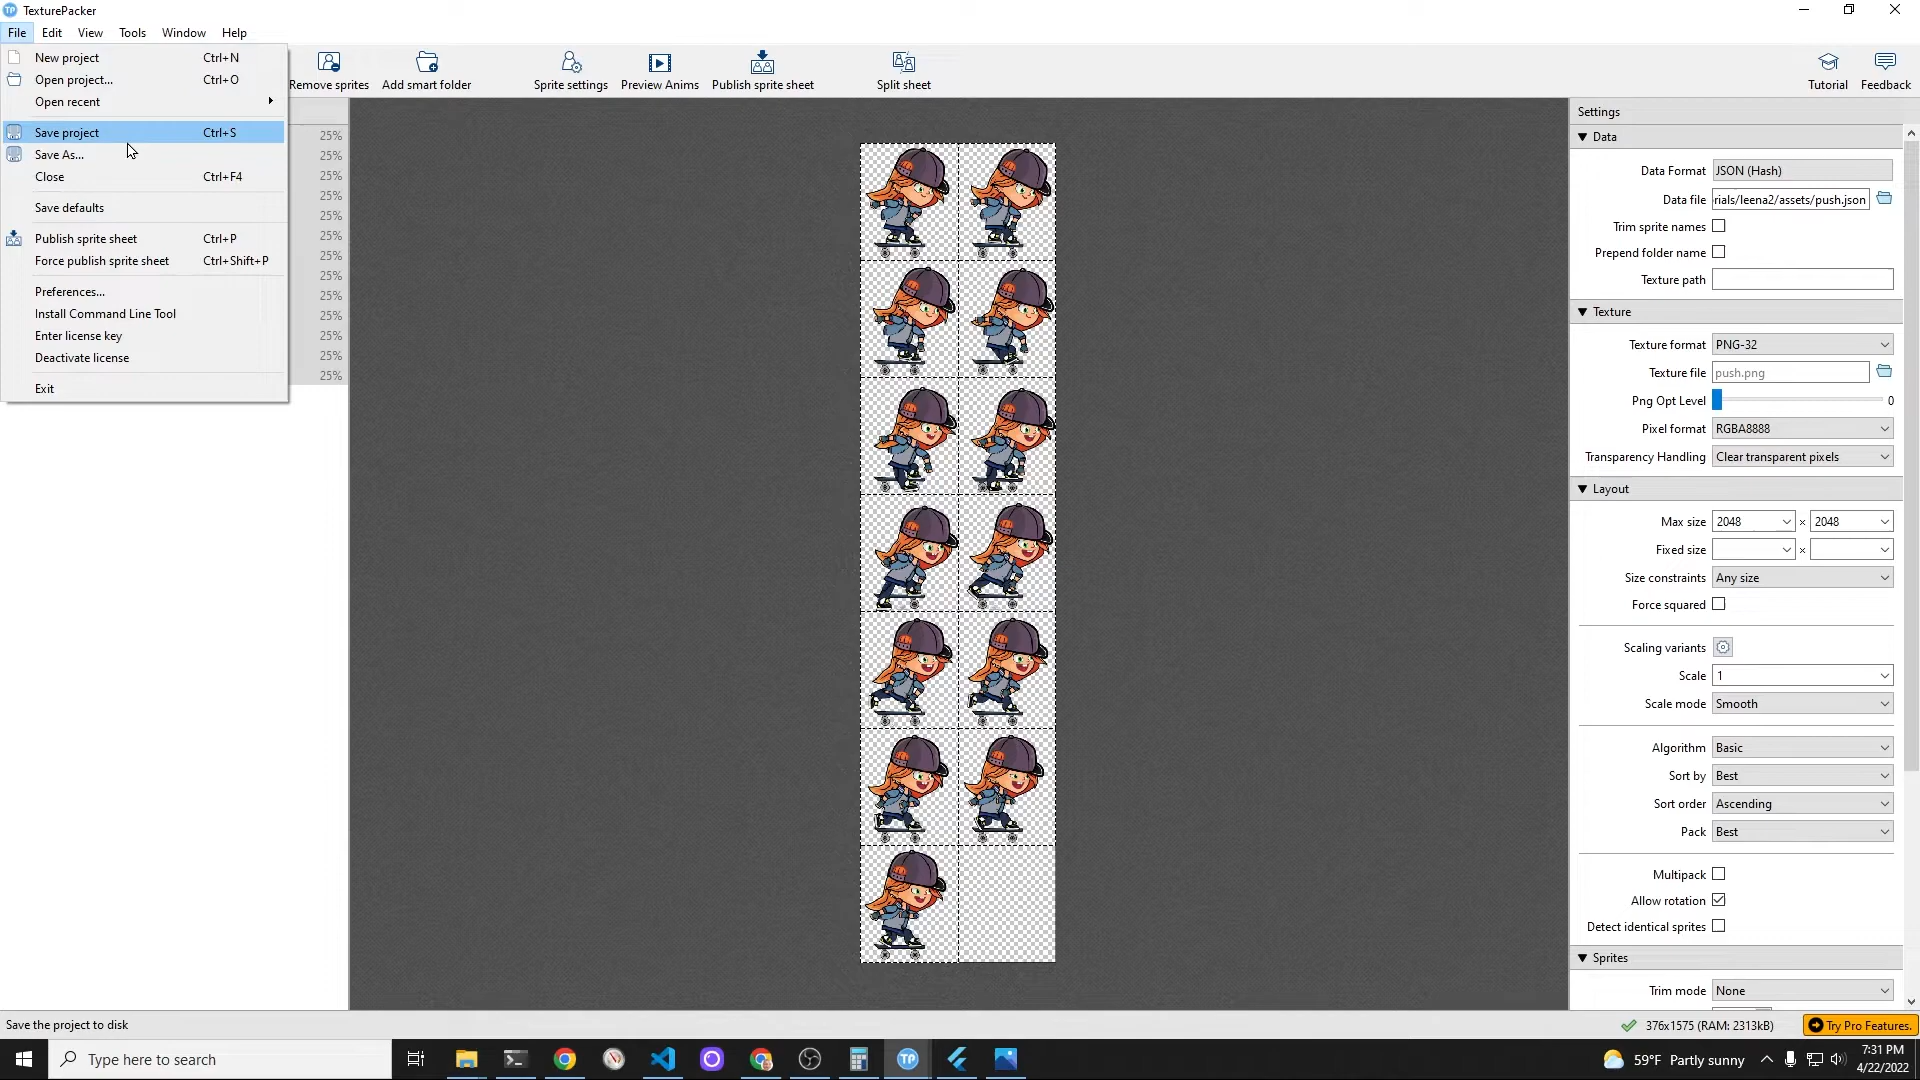 TexturePacker
File Edit View Tools Window Help
New project Ctrl+N
Open project... Ctrl+O
Open recent
Save project Ctrl+S
Save As...
Close Ctrl+F4
Save defaults
Publish sprite sheet Ctrl+P
Force publish sprite sheet Ctrl+Shift+P
Preferences...
Install Command Line Tool
Enter license key
Deactivate license
Exit
Remove sprites Add smart folder Sprite settings Preview Anims Publish sprite sheet Split sheet Tutorial Feedback
25%
25%
25%
25%
25%
25%
25%
25%
25%
25%
25%
25%
25%
Settings
Data
Data Format JSON (Hash)
Data file rials/leena2/assets/push.json
Trim sprite names
Prepend folder name
Texture path
Texture
Texture format PNG-32
Texture file push.png
Png Opt Level 0
Pixel format RGBA8888
Transparency Handling Clear transparent pixels
Layout
Max size 2048 × 2048
Fixed size ×
Size constraints Any size
Force squared
Scaling variants
Scale 1
Scale mode Smooth
Algorithm Basic
Sort by Best
Sort order Ascending
Pack Best
Multipack
Allow rotation
Detect identical sprites
Sprites
Trim mode None
Save the project to disk
376x1575 (RAM: 2313kB)
Try Pro Features.
Type here to search
TP
59°F Partly sunny
7:31 PM
4/22/2022